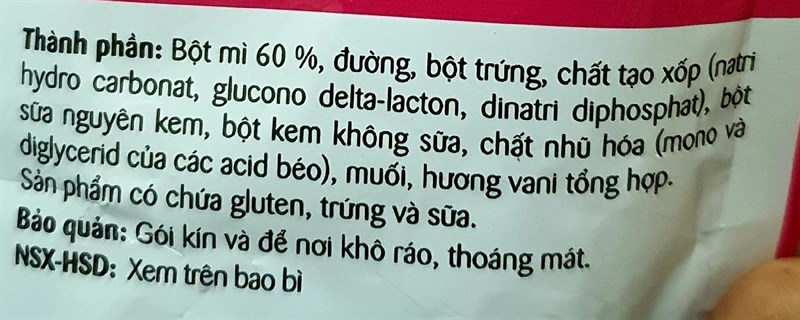 Thành phần: Bột mì 60 %, đường, bột trứng, chất tạo xốp (natri
hydro carbonat, glucono delta-lacton, dinatri diphosphat), bột
sữa nguyên kem, bột kem không sữa, chất nhũ hóa (mono và
diglycerid của các acid béo), muối, hương vani tổng hợp.
Sản phẩm có chứa gluten, trứng và sữa.
Bảo quản: Gói kín và để nơi khô ráo, thoáng mát.
NSX-HSD: Xem trên bao bì